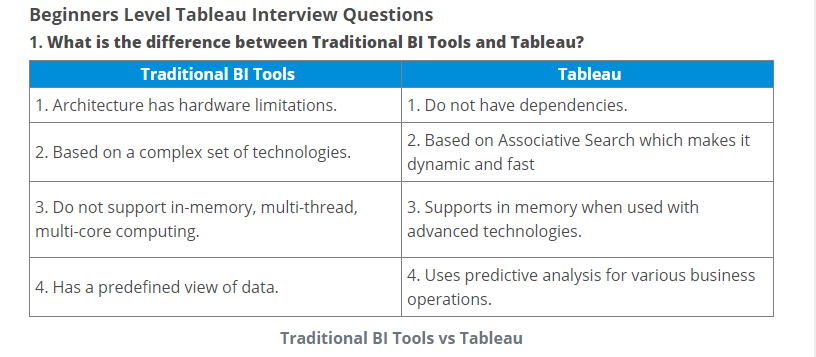 Beginners Level Tableau Interview Questions
1. What is the difference between Traditional BI Tools and Tableau?
Traditional BI Tools
Tableau
1. Architecture has hardware limitations.
1. Do not have dependencies.
2. Based on a complex set of technologies.
2. Based on Associative Search which makes it
dynamic and fast
3. Do not support in-memory, multi-thread,
multi-core computing.
3. Supports in memory when used with
advanced technologies.
4. Has a predefined view of data.
4. Uses predictive analysis for various business
operations.
Traditional BI Tools vs Tableau